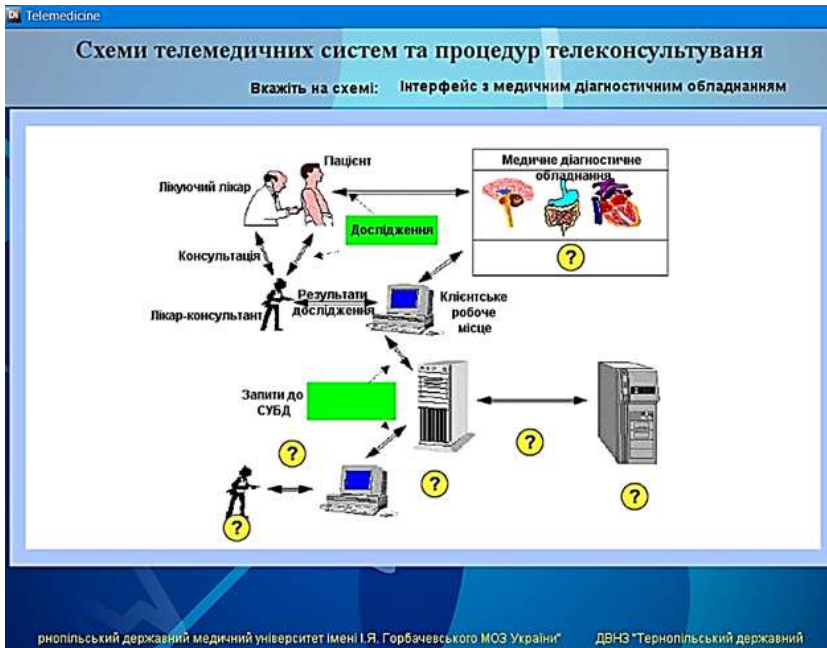 Telemedicine
Схеми телемедичних систем та процедур телеконсультуваня
Вкажіть на схемі: Інтерфейс з медичним діагностичним обладнанням
Пацієнт
Лікуючий лікар
Медичне діагностичне
обладнання
Дослідження
Консультація
?
Результати
дослідження
Лікар-консультант
Клієнтське
робоче
місце
Запити до
СУБД
?
?
?
?
?
рнопільський державний медичний університет імені І.Я. Горбачевського МОЗ України" ДВНЗ "Тернопільський державний